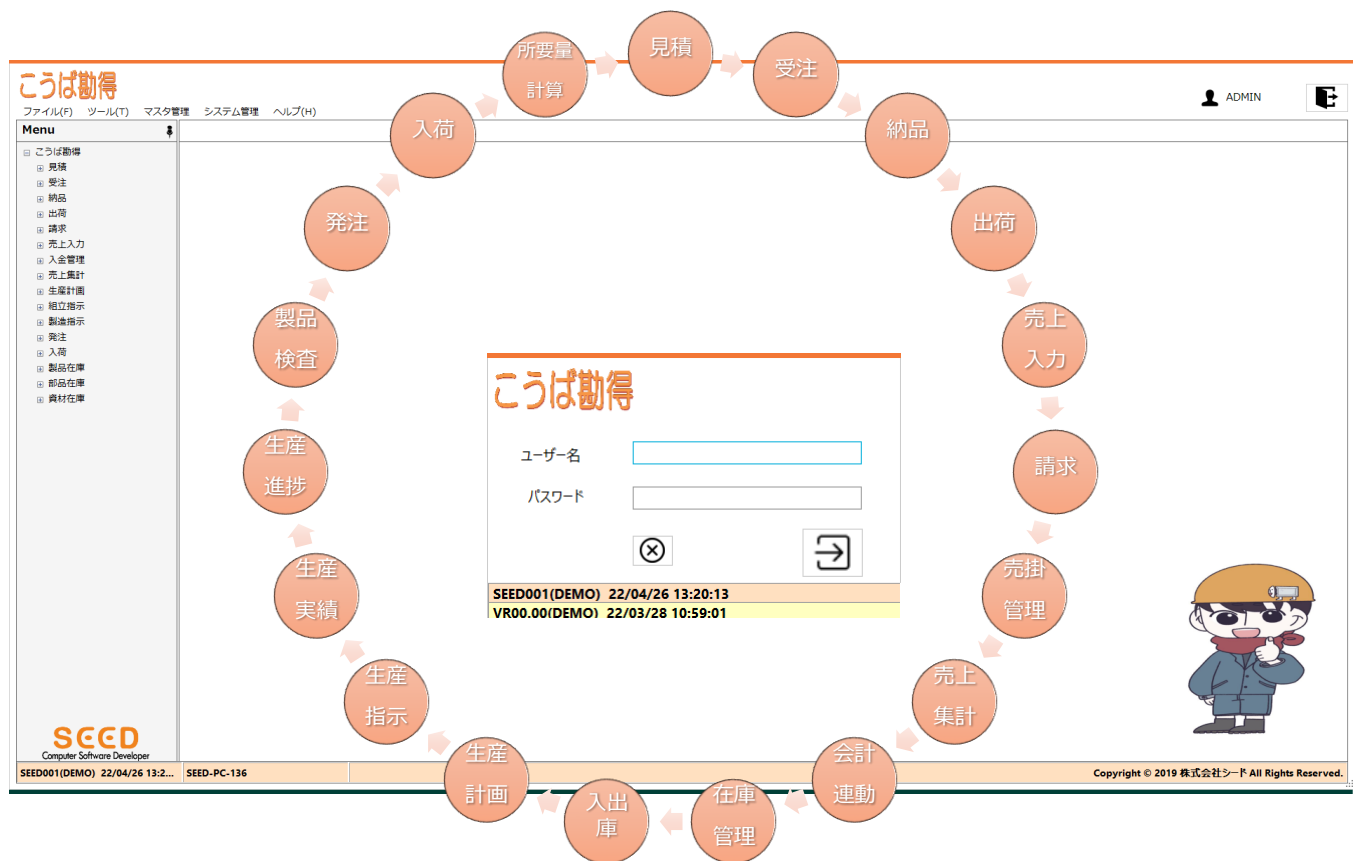 こうば勘得
ファイル(F) ツール(T) マスタ管理 システム管理 ヘルプ(H)
ADMIN
Menu
こうば勘得
見積
受注
納品
出荷
請求
売上入力
入金管理
売上集計
生産計画
組立指示
製造指示
発注
入荷
製品在庫
部品在庫
資材在庫
SEED
Computer Software Developer
SEED001(DEMO) 22/04/26 13:2...
SEED-PC-136
Copyright © 2019 株式会社シード All Rights Reserved.
見積
受注
納品
出荷
売上
入力
請求
売掛
管理
売上
集計
会計
連動
在庫
管理
入出
庫
生産
計画
生産
指示
生産
実績
生産
進捗
製品
検査
発注
入荷
所要量
計算
こうば勘得
ユーザー名
パスワード
SEED001(DEMO) 22/04/26 13:20:13
VR00.00(DEMO) 22/03/28 10:59:01